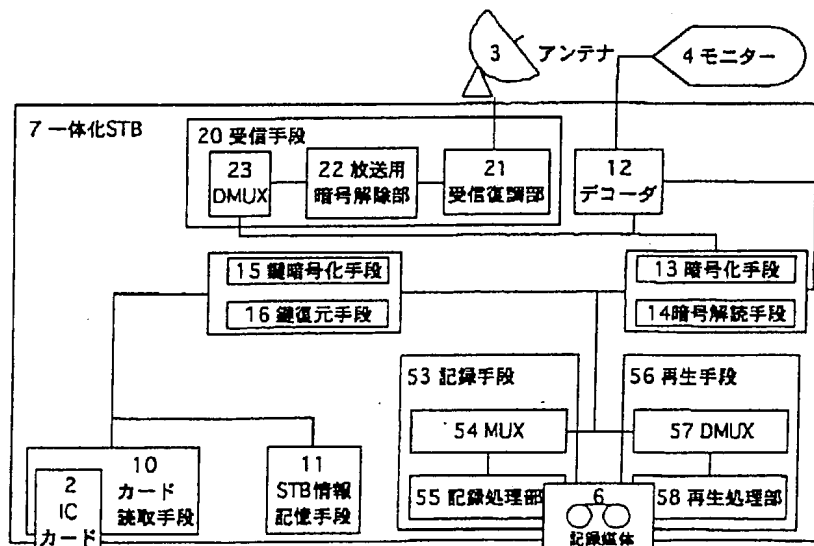 3
アンテナ
4 モニター
7 一体化STB
20 受信手段
23
DMUX
22 放送用
暗号解除部
21
受信復調部
12
デコーダ
15 鍵暗号化手段
16 鍵復元手段
13 暗号化手段
14暗号解読手段
53 記録手段
54 MUX
55 記録処理部
56 再生手段
57 DMUX
58 再生処理部
10
カード
読取手段
2
IC
カード
11
STB情報
記憶手段
6
記録媒体